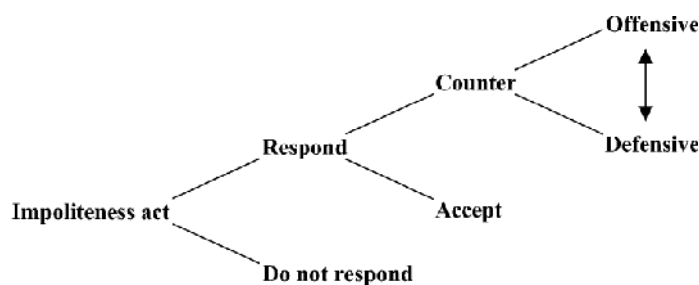 Offensive
Counter
Defensive
Respond
Impoliteness act
Accept
Do not respond